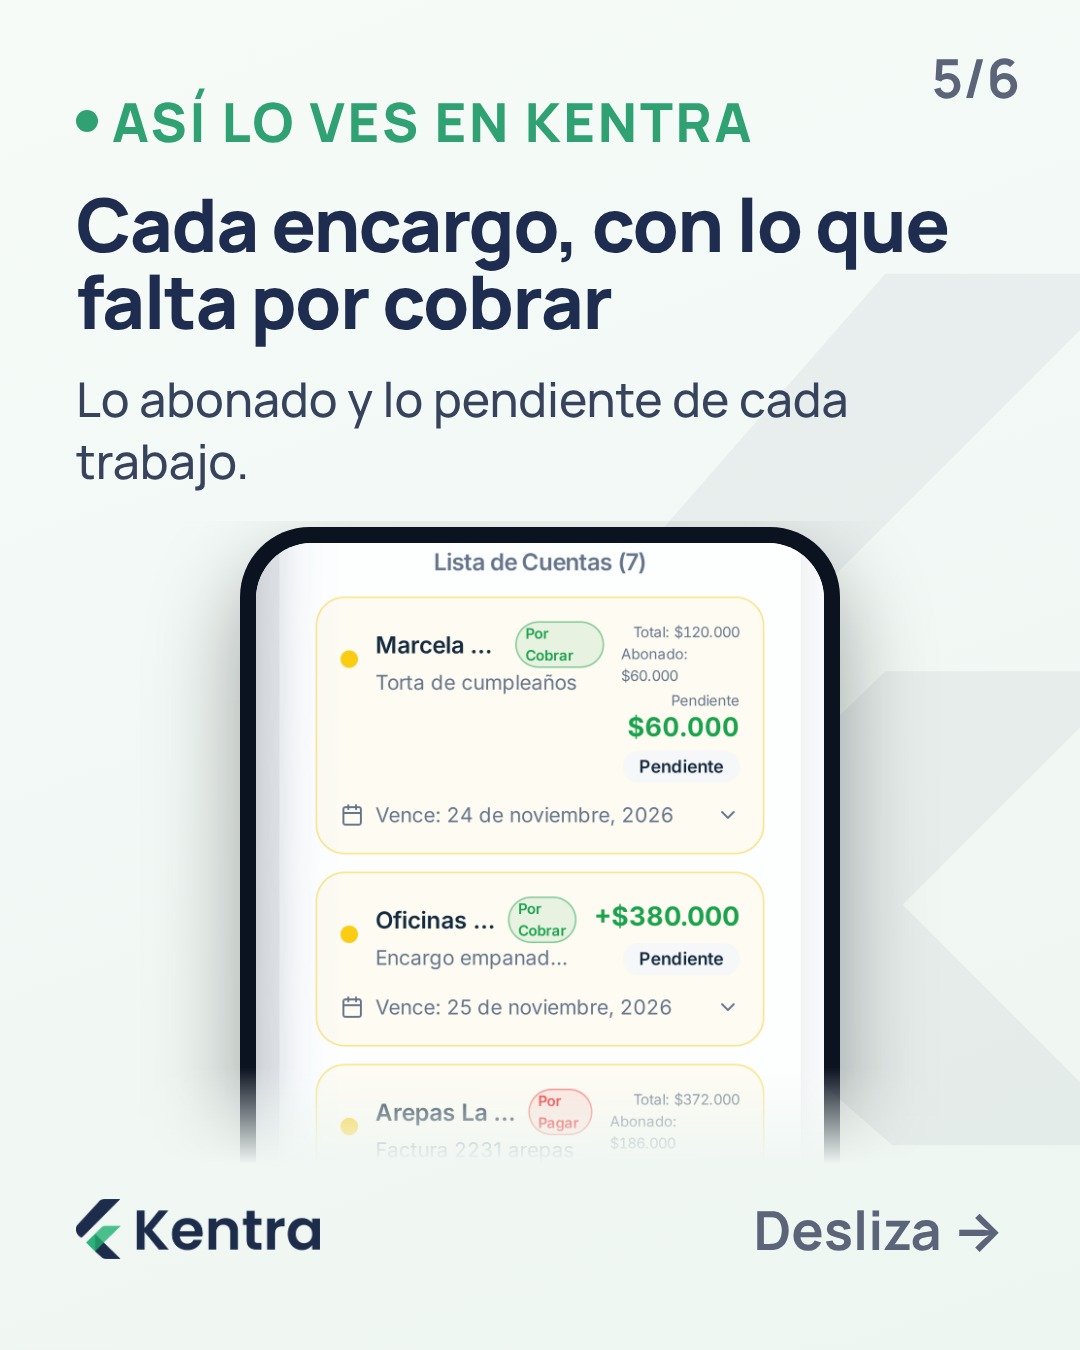 5/6
ASÍ LO VES EN KENTRA
Cada encargo, con lo que
falta por cobrar
Lo abonado y lo pendiente de cada
trabajo.
Lista de Cuentas (7)
Marcela ...
Por
Cobrar
Torta de cumpleaños
Total: $120.000
Abonado:
$60.000
Pendiente
$60.000
Pendiente
Vence: 24 de noviembre, 2026
Oficinas ...
Por
Cobrar
+$380.000
Encargo empanad...
Pendiente
Vence: 25 de noviembre, 2026
Arepas La ...
Por
Pagar
Factura 2231 arepas
Total: $372.000
Abonado:
$186.000
Kentra
Desliza →